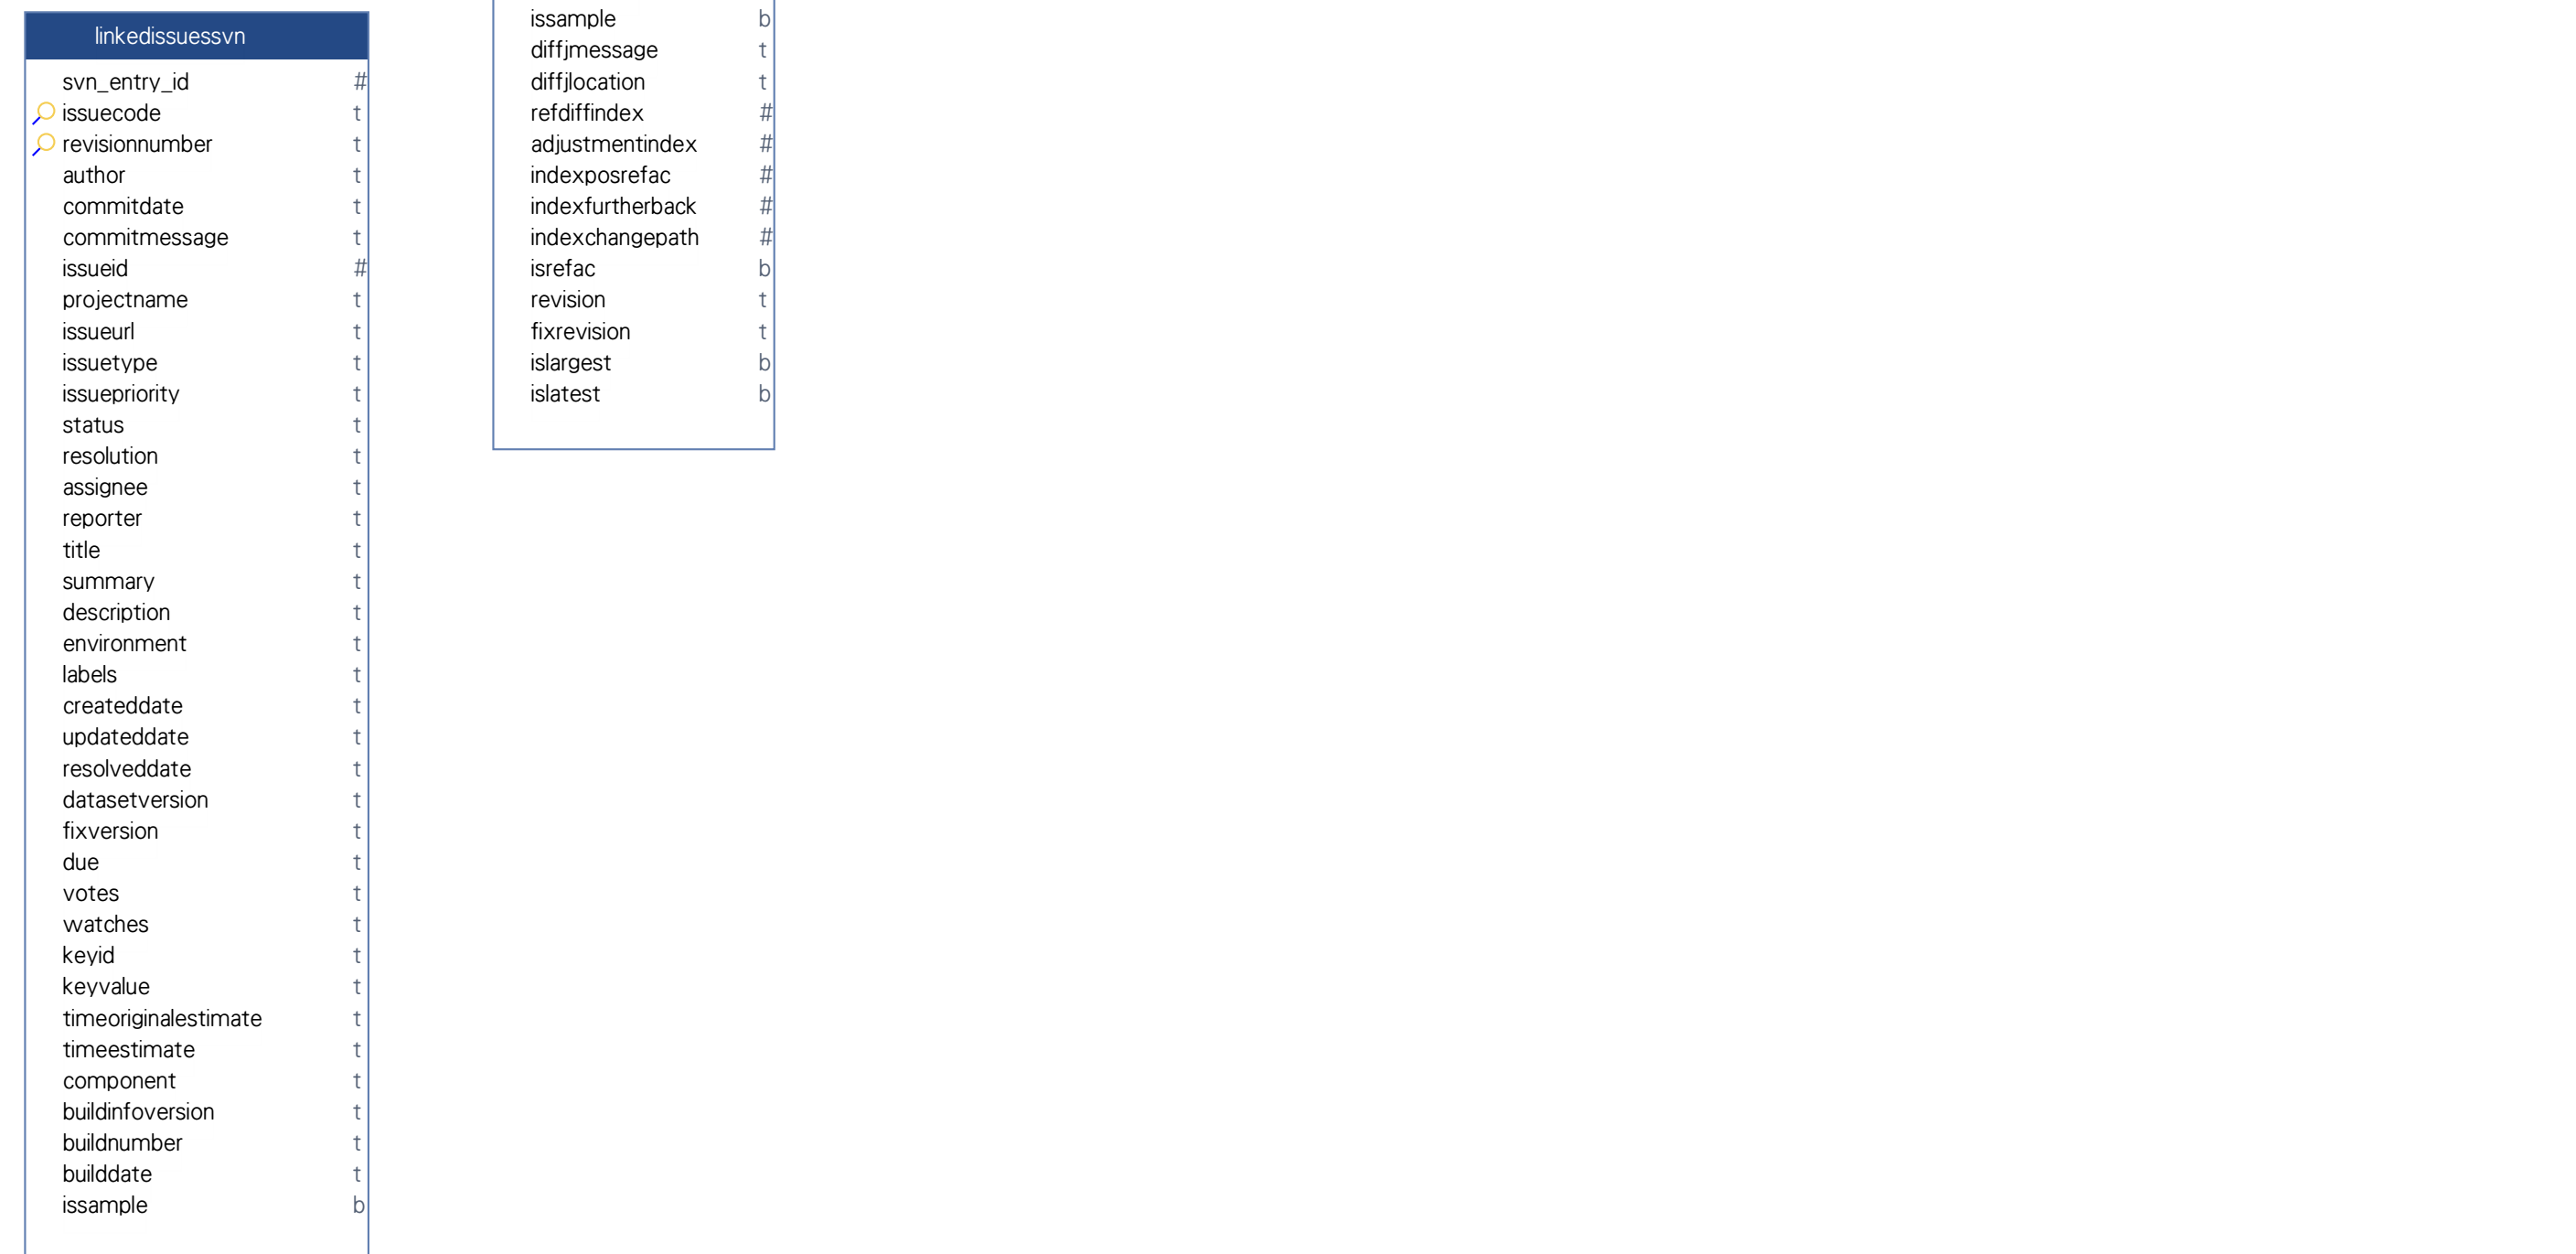 linkedissuessvn
svn_entry_id #
issuecode t
revisionnumber t
author t
commitdate t
commitmessage t
issueid #
projectname t
issueurl t
issuetype t
issuepriority t
status t
resolution t
assignee t
reporter t
title t
summary t
description t
environment t
labels t
createddate t
updateddate t
resolveddate t
datasetversion t
fixversion t
due t
votes t
watches t
keyid t
keyvalue t
timeoriginalestimate t
timeestimate t
component t
buildinfoversion t
buildnumber t
builddate t
issample b
issample b
diffjmessage t
diffjlocation t
refdiffindex #
adjustmentindex #
indexposrefac #
indexfurtherback #
indexchangepath #
isrefac b
revision t
fixrevision t
islargest b
islatest b